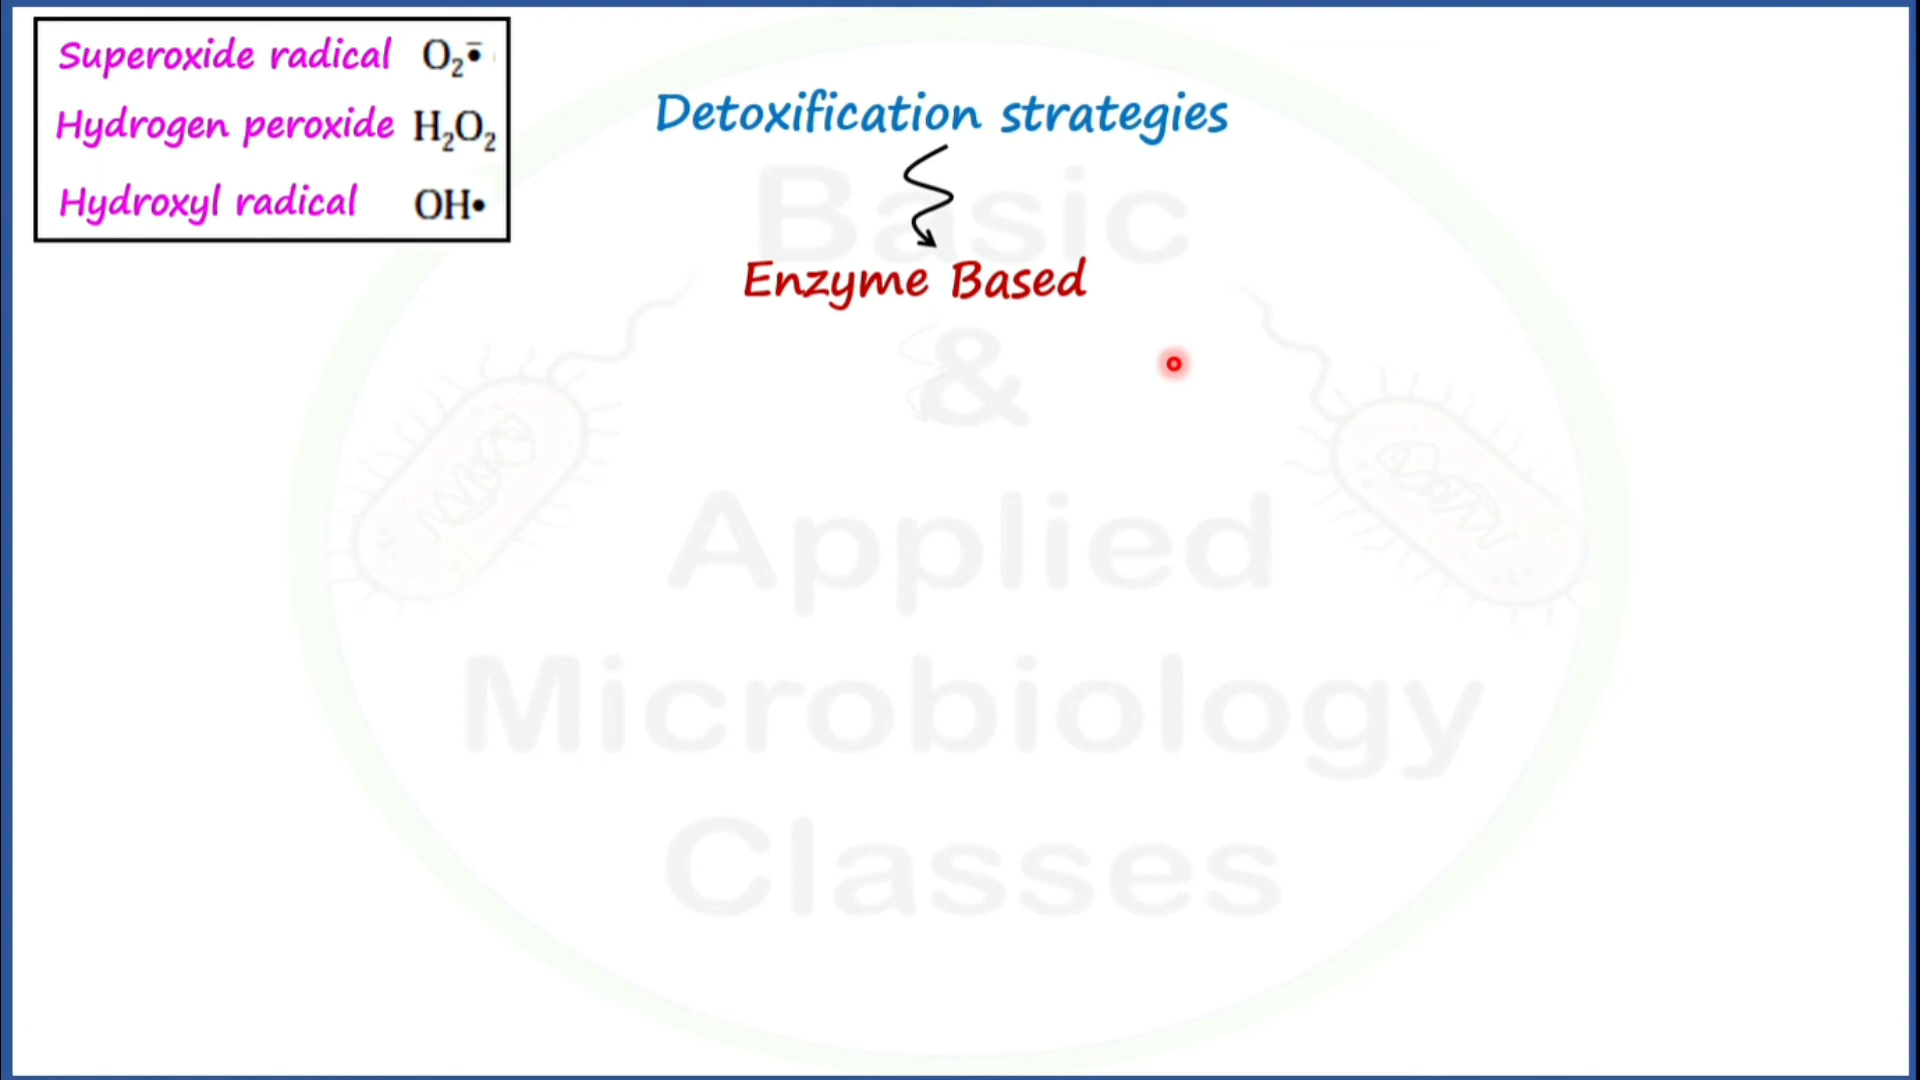 Superoxide radical O₂•̄
Hydrogen peroxide H₂O₂
Hydroxyl radical OH•
Detoxification strategies
Enzyme Based
Basic
&
Applied
Microbiology
Classes